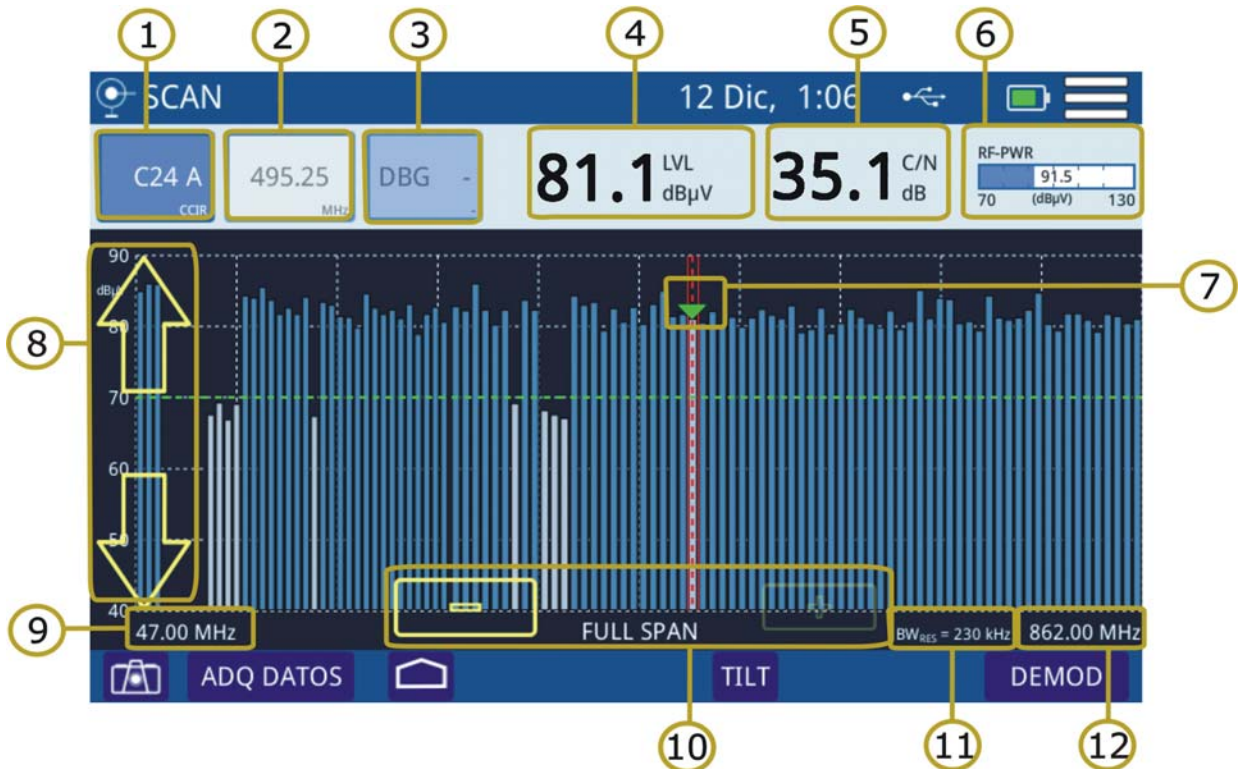 1 2 3 4 5 6
SCAN 12 Dic, 1:06
C24 A
CCIR
495.25
MHz
DBG -
-
81.1 LVL
dBμV
35.1 C/N
dB
RF-PWR
91.5
70 (dBμV) 130
7
8
90
dBμV
80
70
60
50
40
9
47.00 MHz
FULL SPAN
BWRES = 230 kHz
862.00 MHz
ADQ DATOS
TILT
DEMOD
10 11 12